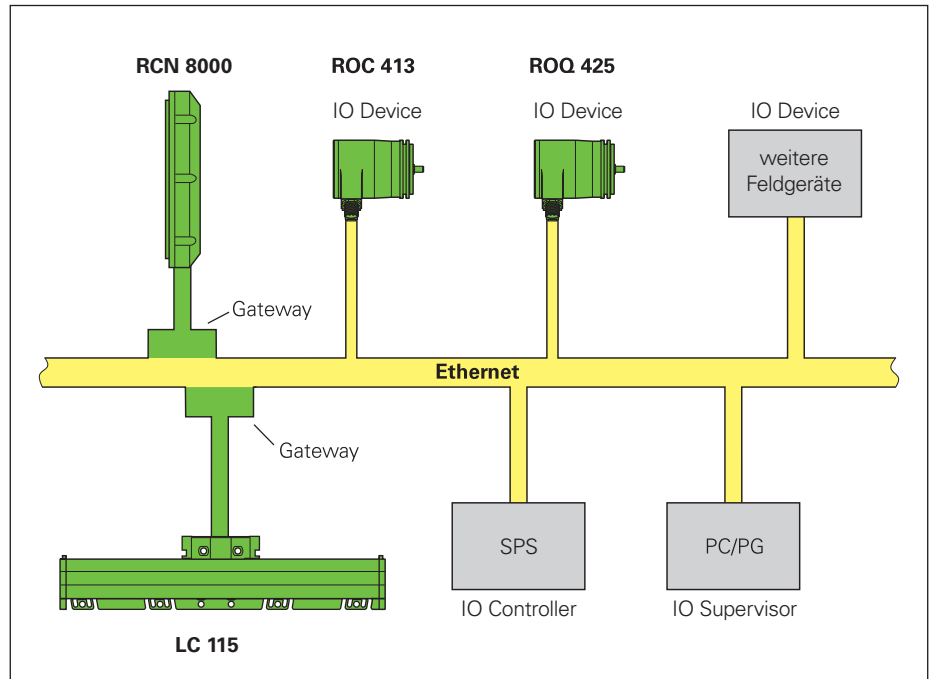 RCN 8000
ROC 413
ROQ 425
IO Device
IO Device
IO Device
weitere
Feldgeräte
Gateway
Ethernet
Gateway
SPS
PC/PG
IO Controller
IO Supervisor
LC 115